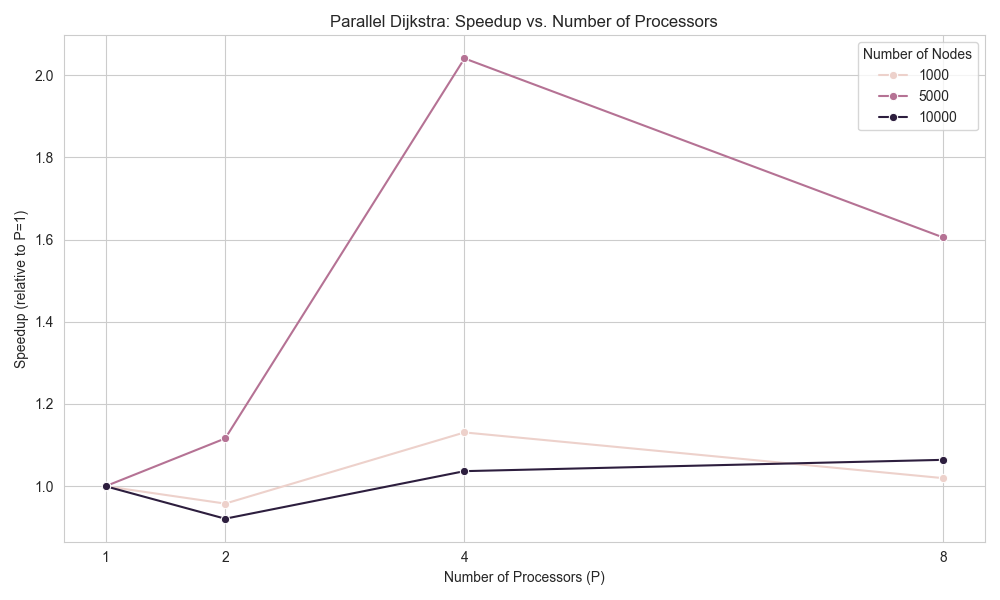 Parallel Dijkstra: Speedup vs. Number of Processors
Number of Nodes
1000
5000
10000
Speedup (relative to P=1)
2.0
1.8
1.6
1.4
1.2
1.0
1 2 4 8
Number of Processors (P)